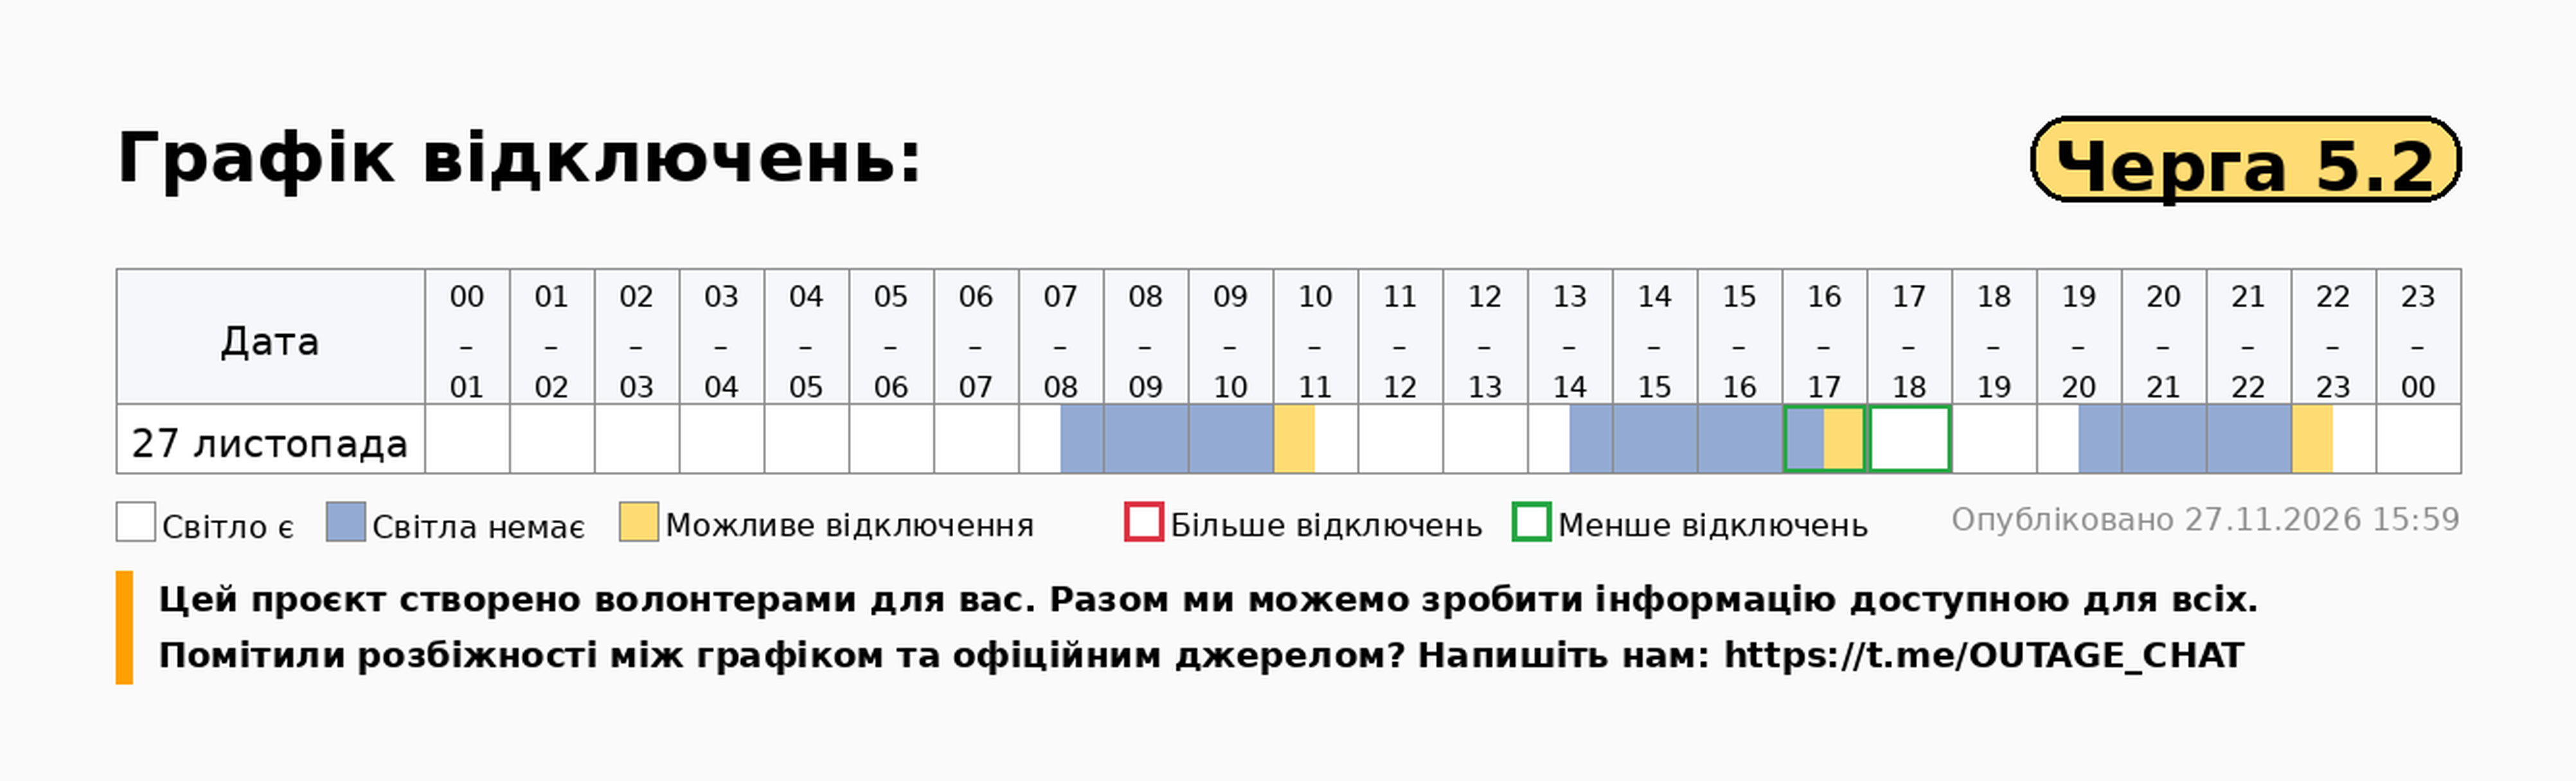 Графік відключень:
Черга 5.2
Дата
00 – 01
01 – 02
02 – 03
03 – 04
04 – 05
05 – 06
06 – 07
07 – 08
08 – 09
09 – 10
10 – 11
11 – 12
12 – 13
13 – 14
14 – 15
15 – 16
16 – 17
17 – 18
18 – 19
19 – 20
20 – 21
21 – 22
22 – 23
23 – 00
27 листопада
Світло є
Світла немає
Можливе відключення
Більше відключень
Менше відключень
Опубліковано 27.11.2026 15:59
Цей проєкт створено волонтерами для вас. Разом ми можемо зробити інформацію доступною для всіх.
Помітили розбіжності між графіком та офіційним джерелом? Напишіть нам: https://t.me/OUTAGE_CHAT